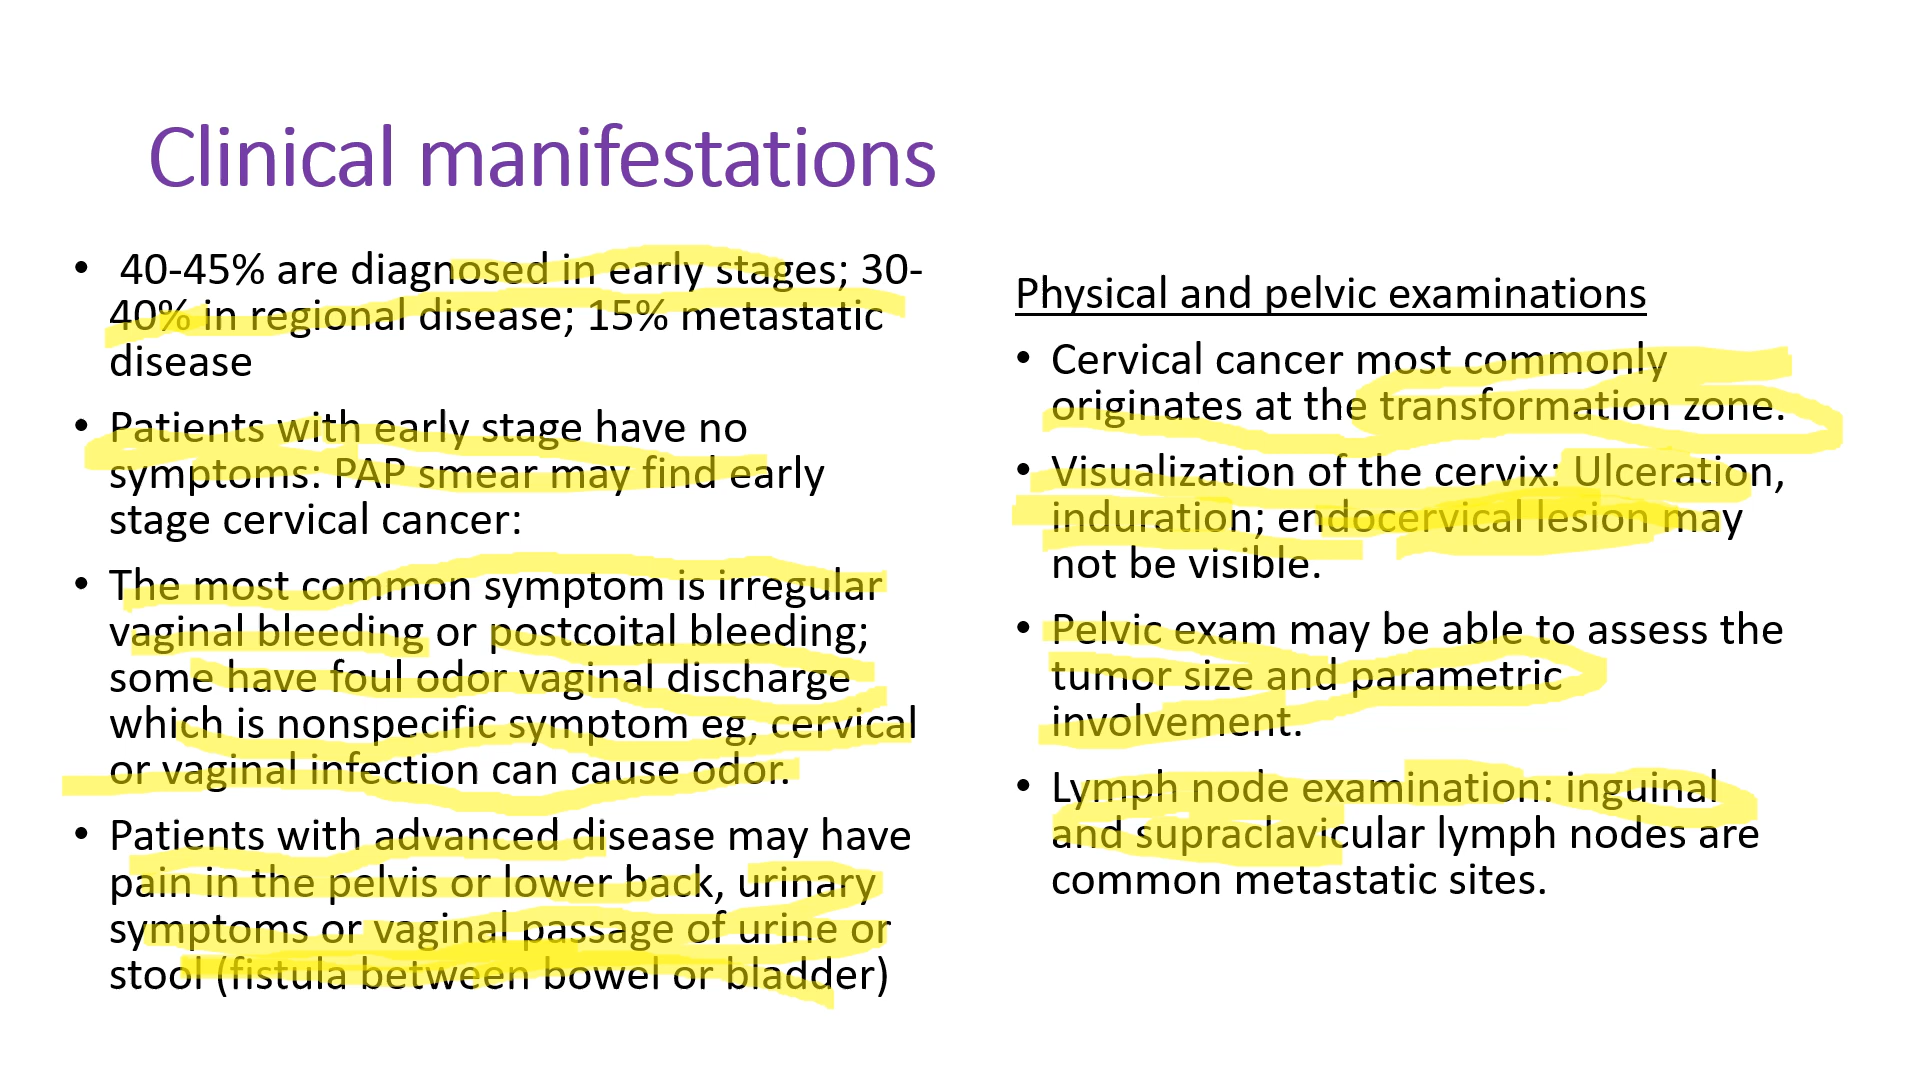 Clinical manifestations
• 40-45% are diagnosed in early stages; 30-
40% in regional disease; 15% metastatic
disease
• Patients with early stage have no
symptoms: PAP smear may find early
stage cervical cancer:
• The most common symptom is irregular
vaginal bleeding or postcoital bleeding;
some have foul odor vaginal discharge
which is nonspecific symptom eg, cervical
or vaginal infection can cause odor.
• Patients with advanced disease may have
pain in the pelvis or lower back, urinary
symptoms or vaginal passage of urine or
stool (fistula between bowel or bladder)
Physical and pelvic examinations
• Cervical cancer most commonly
originates at the transformation zone.
• Visualization of the cervix: Ulceration,
induration; endocervical lesion may
not be visible.
• Pelvic exam may be able to assess the
tumor size and parametric
involvement.
• Lymph node examination: inguinal
and supraclavicular lymph nodes are
common metastatic sites.